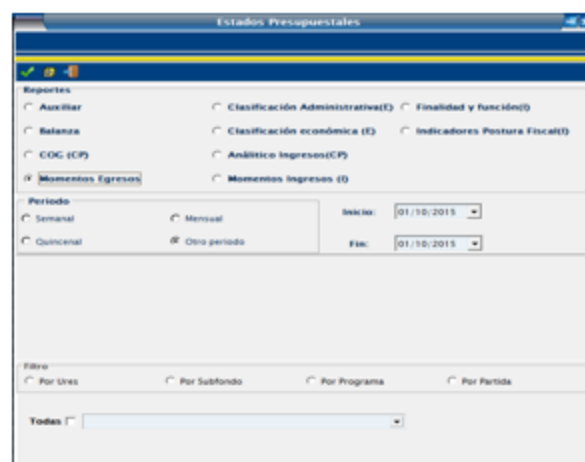 Estados Presupuestales
Reportes
Auxiliar Clasificación Administrativa(E) Finalidad y función(I)
Balanza Clasificación económica (E) Indicadores Postura Fiscal(I)
COG (CP) Análitico Ingresos(CP)
Momentos Egresos Momentos Ingresos (I)
Periodo
Semanal Mensual Inicio: 01/10/2015
Quincenal Otro periodo Fin: 01/10/2015
Filtro
Por Ures Por Subfondo Por Programa Por Partida
Todas